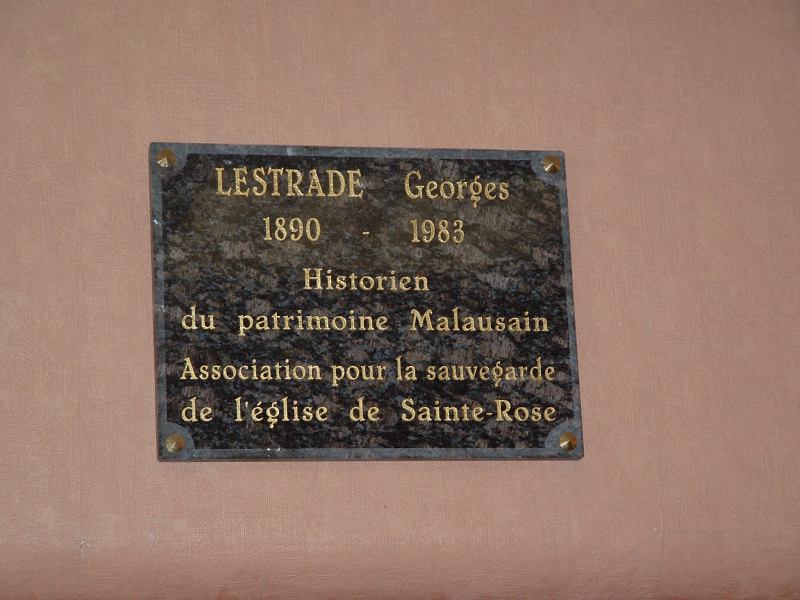 LESTRADE Georges
1890 - 1983
Historien
du patrimoine Malausain
Association pour la sauvegarde
de l'église de Sainte-Rose